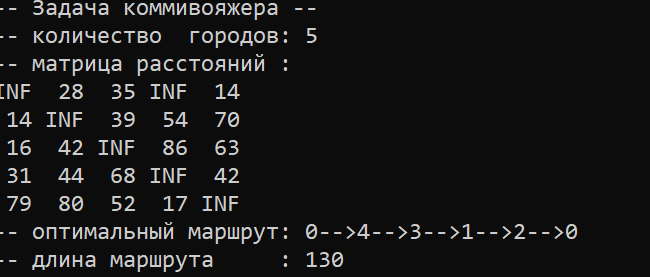 -- Задача коммивояжера --
-- количество  городов: 5
-- матрица расстояний :
INF  28  35 INF  14
 14 INF  39  54  70
 16  42 INF  86  63
 31  44  68 INF  42
 79  80  52  17 INF
-- оптимальный маршрут: 0-->4-->3-->1-->2-->0
-- длина маршрута     : 130